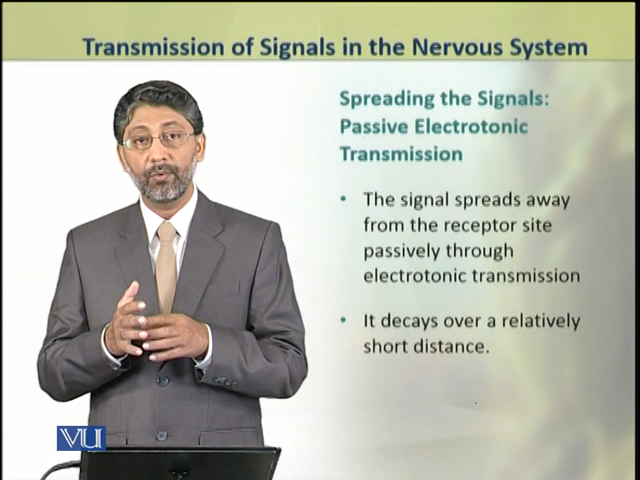 Transmission of Signals in the Nervous System
Spreading the Signals:
Passive Electrotonic
Transmission
• The signal spreads away
from the receptor site
passively through
electrotonic transmission
• It decays over a relatively
short distance.
VU